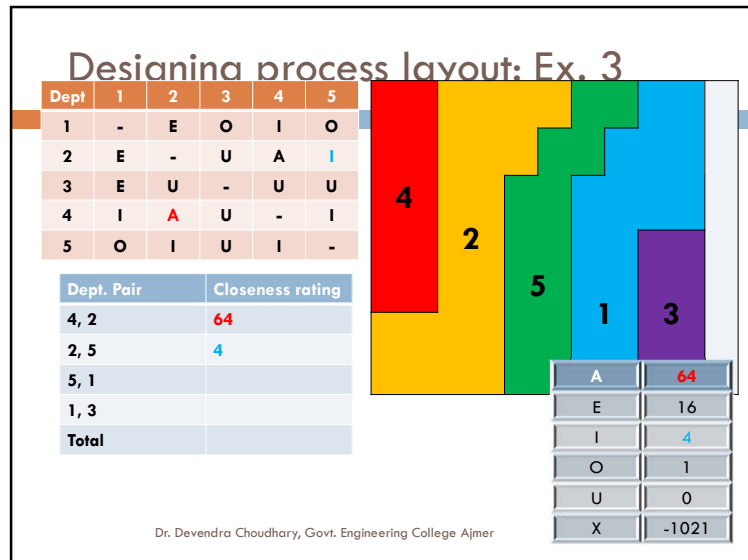 Designing process layout: Ex. 3
Dept 1 2 3 4 5
1 - E O I O
2 E - U A I
3 E U - U U
4 I A U - I
5 O I U I -
4
2
5
1
3
Dept. Pair Closeness rating
4, 2 64
2, 5 4
5, 1
1, 3
Total
A 64
E 16
I 4
O 1
U 0
X -1021
Dr. Devendra Choudhary, Govt. Engineering College Ajmer